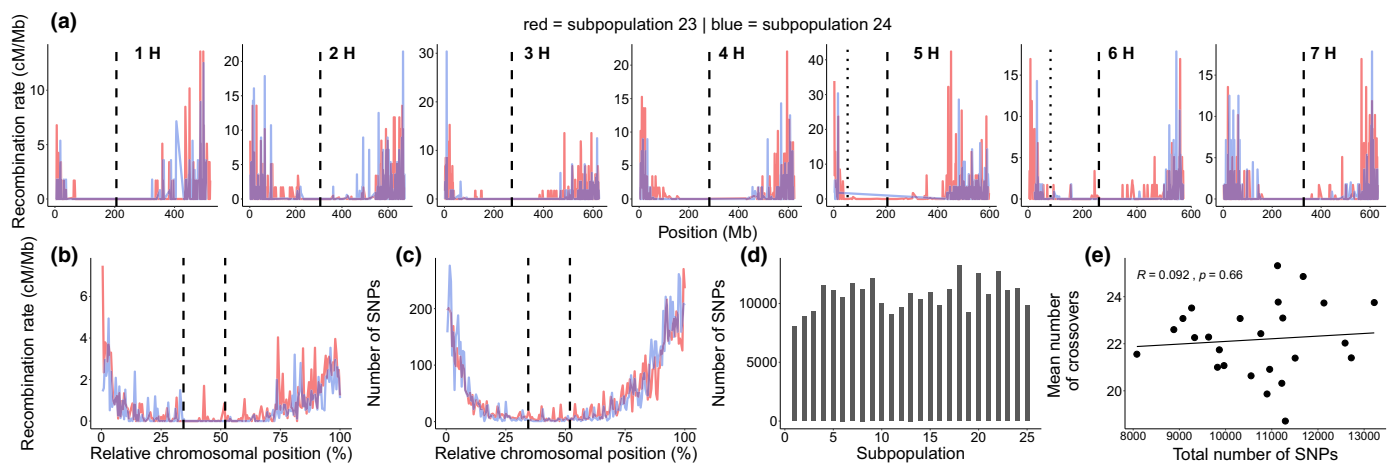 (a)
red = subpopulation 23 | blue = subpopulation 24
Recombination rate (cM/Mb)
1 H
2 H
3 H
4 H
5 H
6 H
7 H
10
5
0
0 200 400
20
15
10
5
0
0 200 400 600
30
20
10
0
0 200 400 600
20
15
10
5
0
0 200 400 600
40
30
20
10
0
0 200 400 600
15
10
5
0
0 200 400 600
15
10
5
0
0 200 400 600
Position (Mb)
(b)
Recombination rate (cM/Mb)
6
4
2
0
0 25 50 75 100
Relative chromosomal position (%)
(c)
Number of SNPs
200
100
0
0 25 50 75 100
Relative chromosomal position (%)
(d)
Number of SNPs
10000
5000
0
0 5 10 15 20 25
Subpopulation
(e)
R = 0.092 , p = 0.66
Mean number
of crossovers
24
22
20
8000 9000 10000 11000 12000 13000
Total number of SNPs